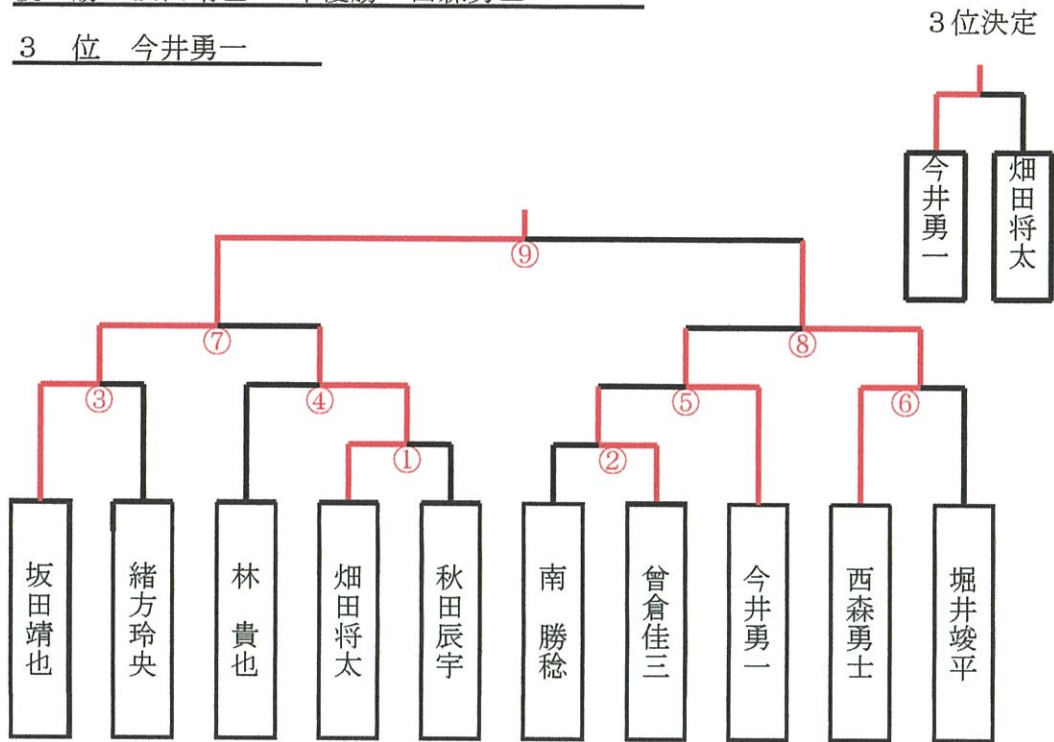 3　位　今井勇一
3位決定
今井勇一
畑田将太
⑨
⑦
⑧
③
④
⑤
⑥
①
②
坂田靖也
緒方玲央
林　貴也
畑田将太
秋田辰宇
南　勝稔
曾倉佳三
今井勇一
西森勇士
堀井竣平